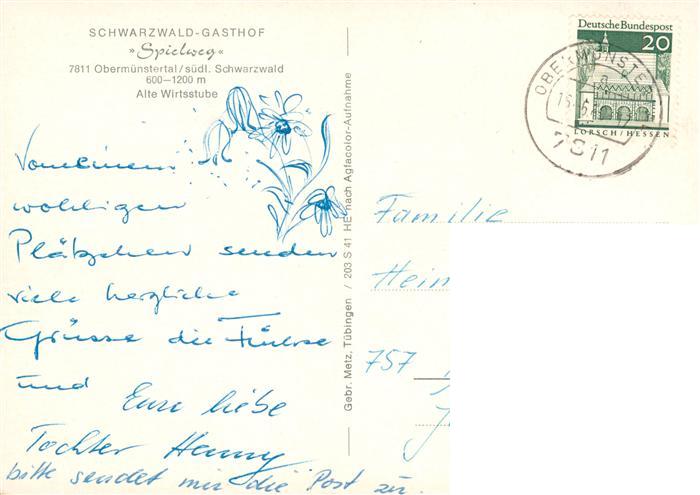 SCHWARZWALD-GASTHOF
»Spielweg«
7811 Obermünstertal/südl. Schwarzwald
600—1200 m
Alte Wirtsstube
Von einem
wohligen
Plätzchen senden
viele herzliche
Grüsse die
und
Eure liebe
Tochter Henny
bitte sendet mir die Post zu.
Gebr. Metz, Tübingen / 203 S 41 HE nach Agfacolor-Aufnahme
Deutsche Bundespost
20
LORSCH/HESSEN
7811
Familie
Hein
757